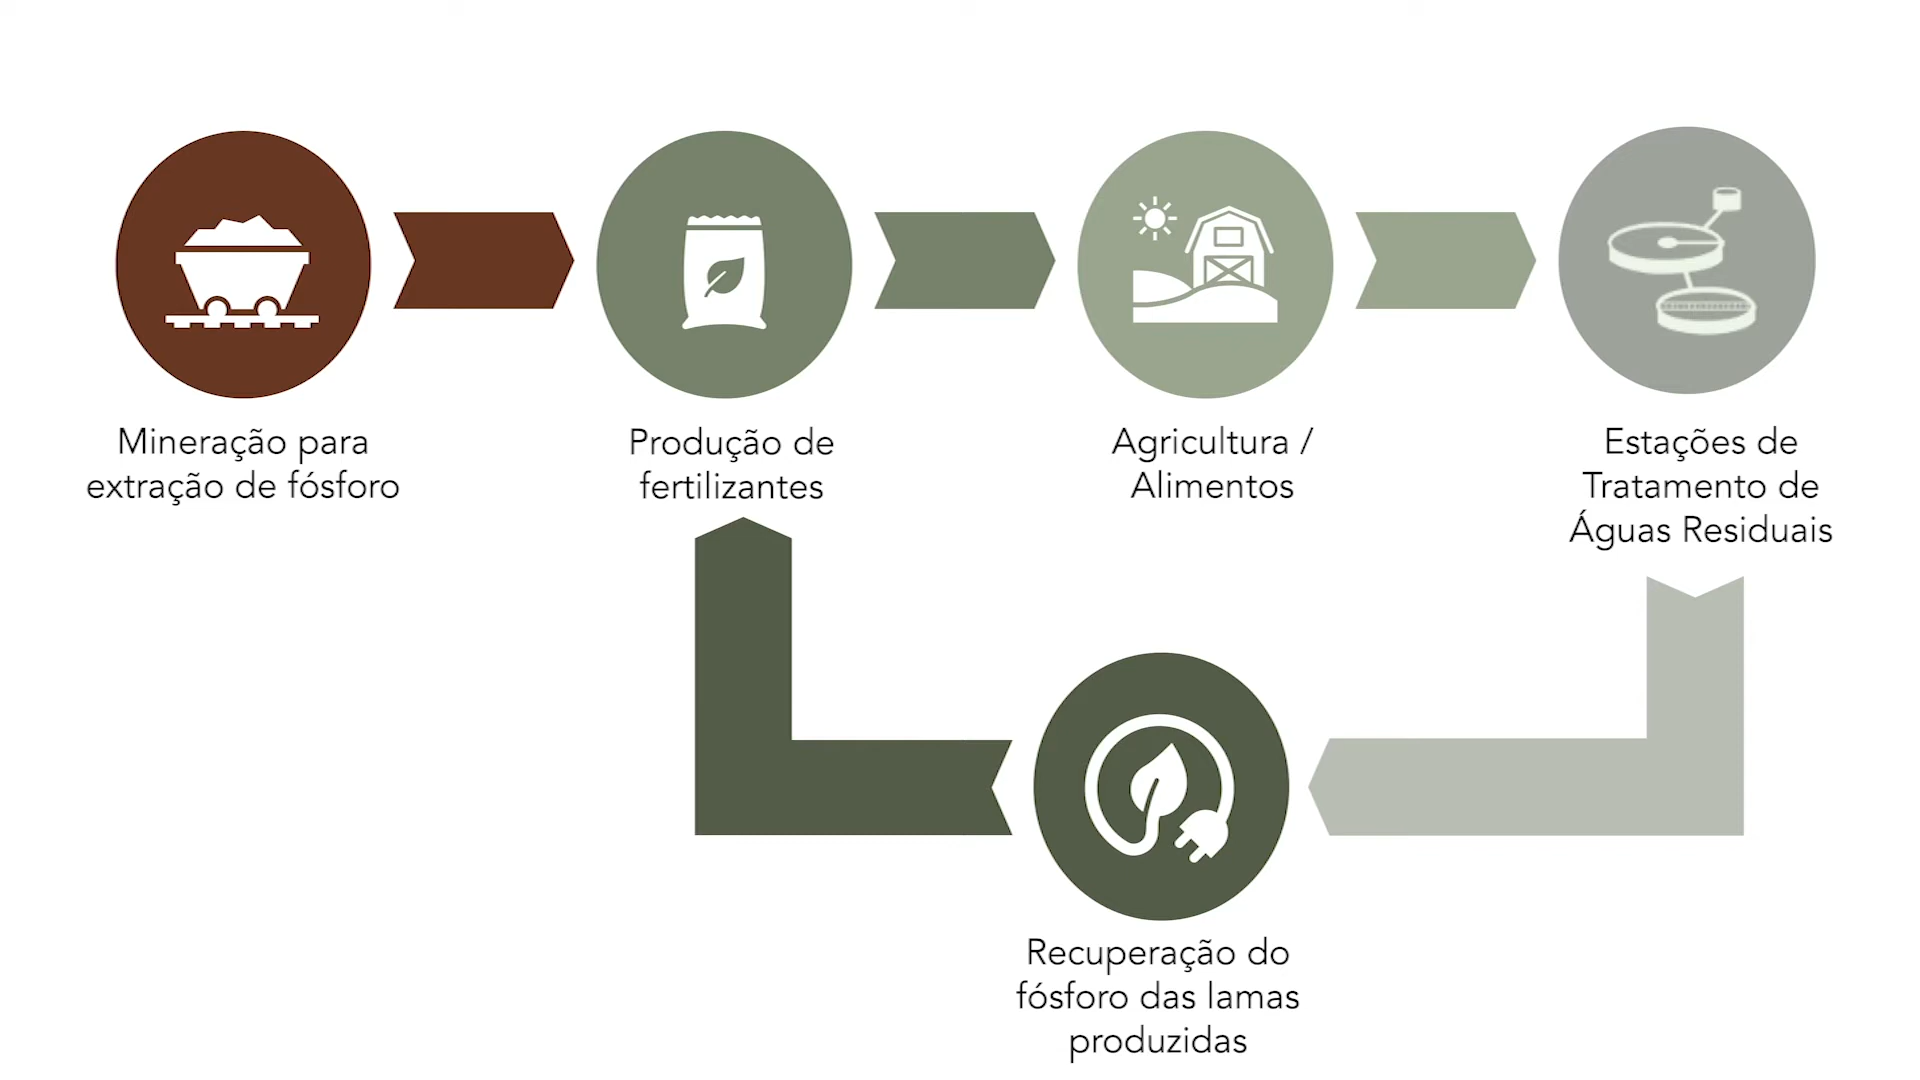 Mineração para
extração de fósforo
Produção de
fertilizantes
Agricultura /
Alimentos
Estações de
Tratamento de
Águas Residuais
Recuperação do
fósforo das lamas
produzidas